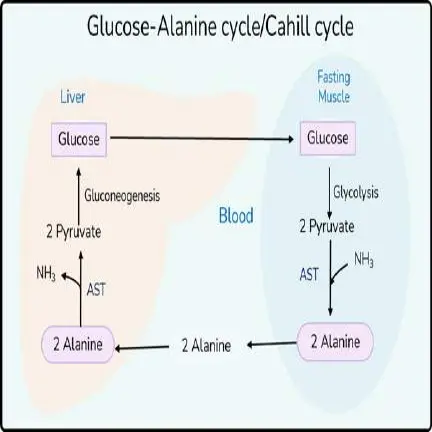 Glucose-Alanine cycle/Cahill cycle
Liver
Fasting
Muscle
Glucose
Glucose
Gluconeogenesis
Glycolysis
Blood
2 Pyruvate
2 Pyruvate
NH3
AST
AST
NH3
2 Alanine
2 Alanine
2 Alanine